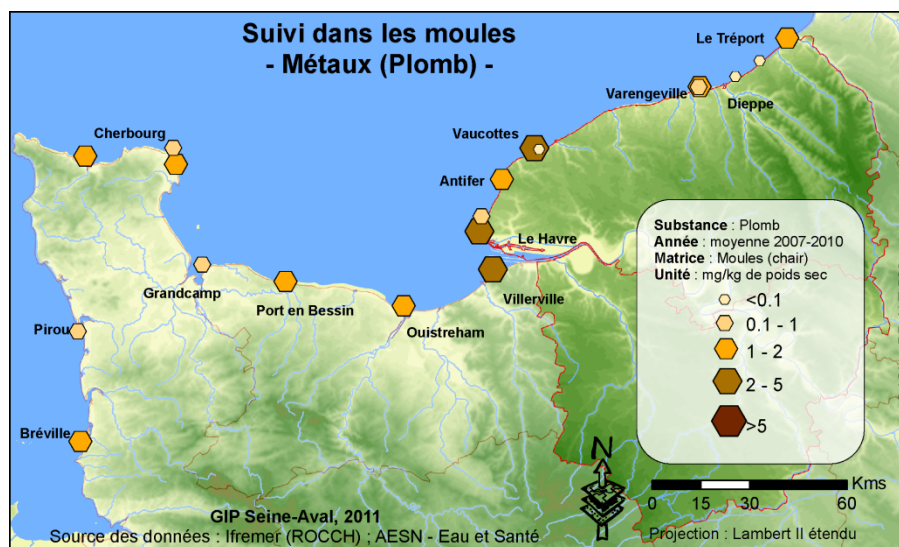 Suivi dans les moules
- Métaux (Plomb) -
Le Tréport
Varengeville
Dieppe
Cherbourg
Vaucottes
Antifer
Le Havre
Grandcamp
Villerville
Port en Bessin
Pirou
Ouistreham
Bréville
Substance : Plomb
Année : moyenne 2007-2010
Matrice : Moules (chair)
Unité : mg/kg de poids sec
<0.1
0.1 - 1
1 - 2
2 - 5
>5
N
Kms
0 15 30 60
GIP Seine-Aval, 2011
Source des données : Ifremer (ROCCH) ; AESN - Eau et Santé
Projection : Lambert II étendu